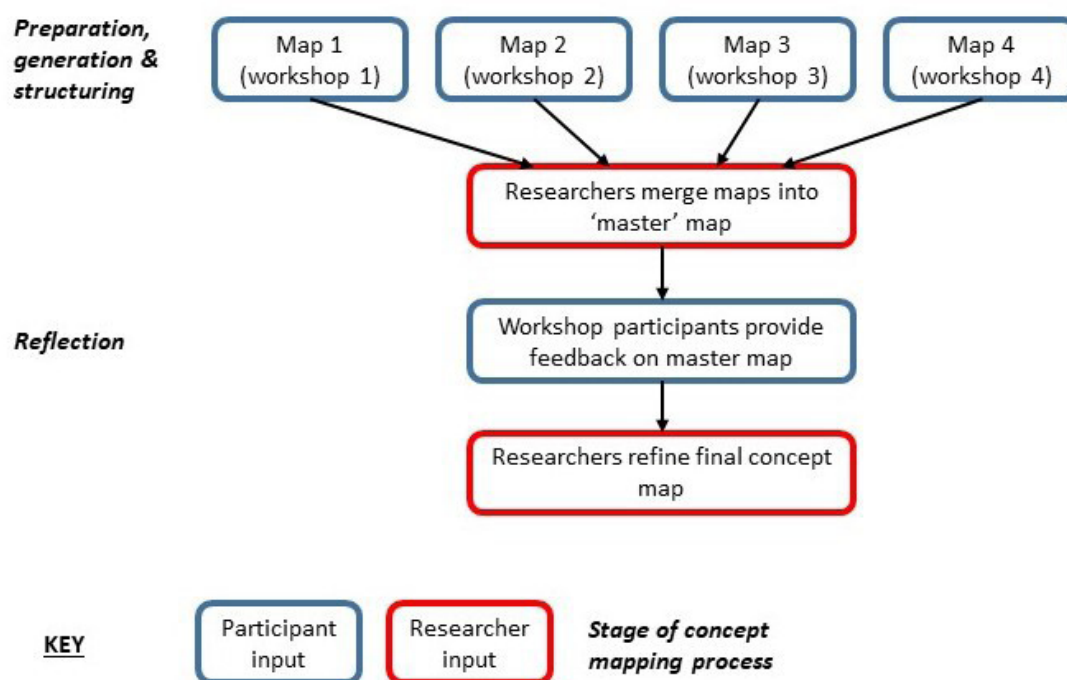 Preparation,
generation &
structuring
Map 1
(workshop 1)
Map 2
(workshop 2)
Map 3
(workshop 3)
Map 4
(workshop 4)
Researchers merge maps into
‘master’ map
Reflection
Workshop participants provide
feedback on master map
Researchers refine final concept
map
KEY
Participant
input
Researcher
input
Stage of concept
mapping process